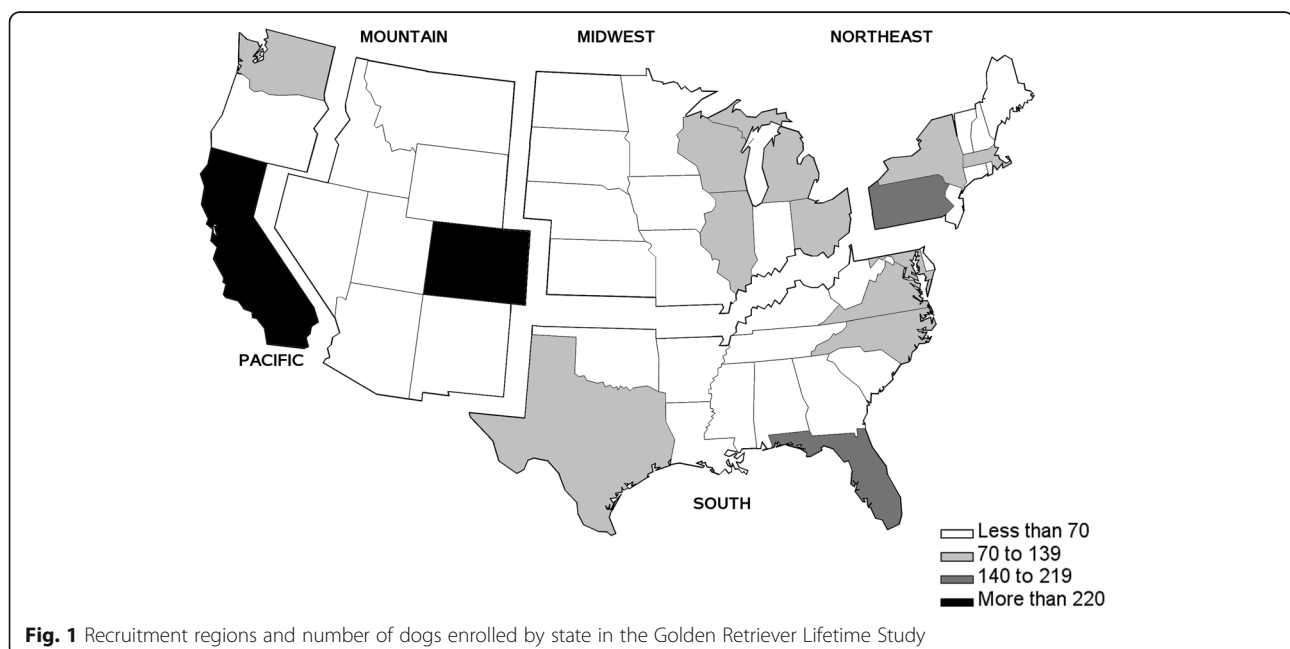 MOUNTAIN
MIDWEST
NORTHEAST
PACIFIC
SOUTH
Less than 70
70 to 139
140 to 219
More than 220
Fig. 1 Recruitment regions and number of dogs enrolled by state in the Golden Retriever Lifetime Study